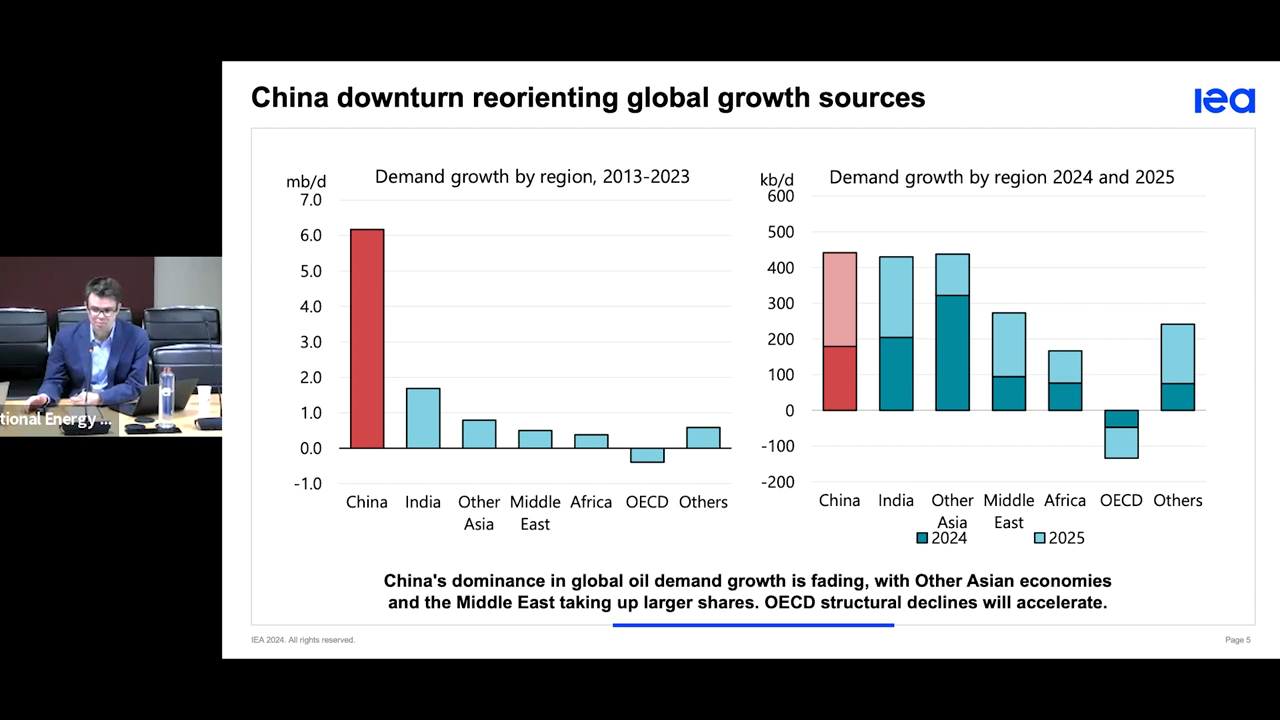 China downturn reorienting global growth sources
iea
mb/d
Demand growth by region, 2013-2023
7.0
6.0
5.0
4.0
3.0
2.0
1.0
0.0
-1.0
China
India
Other
Asia
Middle
East
Africa
OECD
Others
kb/d
Demand growth by region 2024 and 2025
600
500
400
300
200
100
0
-100
-200
China
India
Other
Asia
Middle
East
Africa
OECD
Others
2024
2025
China's dominance in global oil demand growth is fading, with Other Asian economies
and the Middle East taking up larger shares. OECD structural declines will accelerate.
IEA 2024. All rights reserved.
Page 5
tional Energy ...